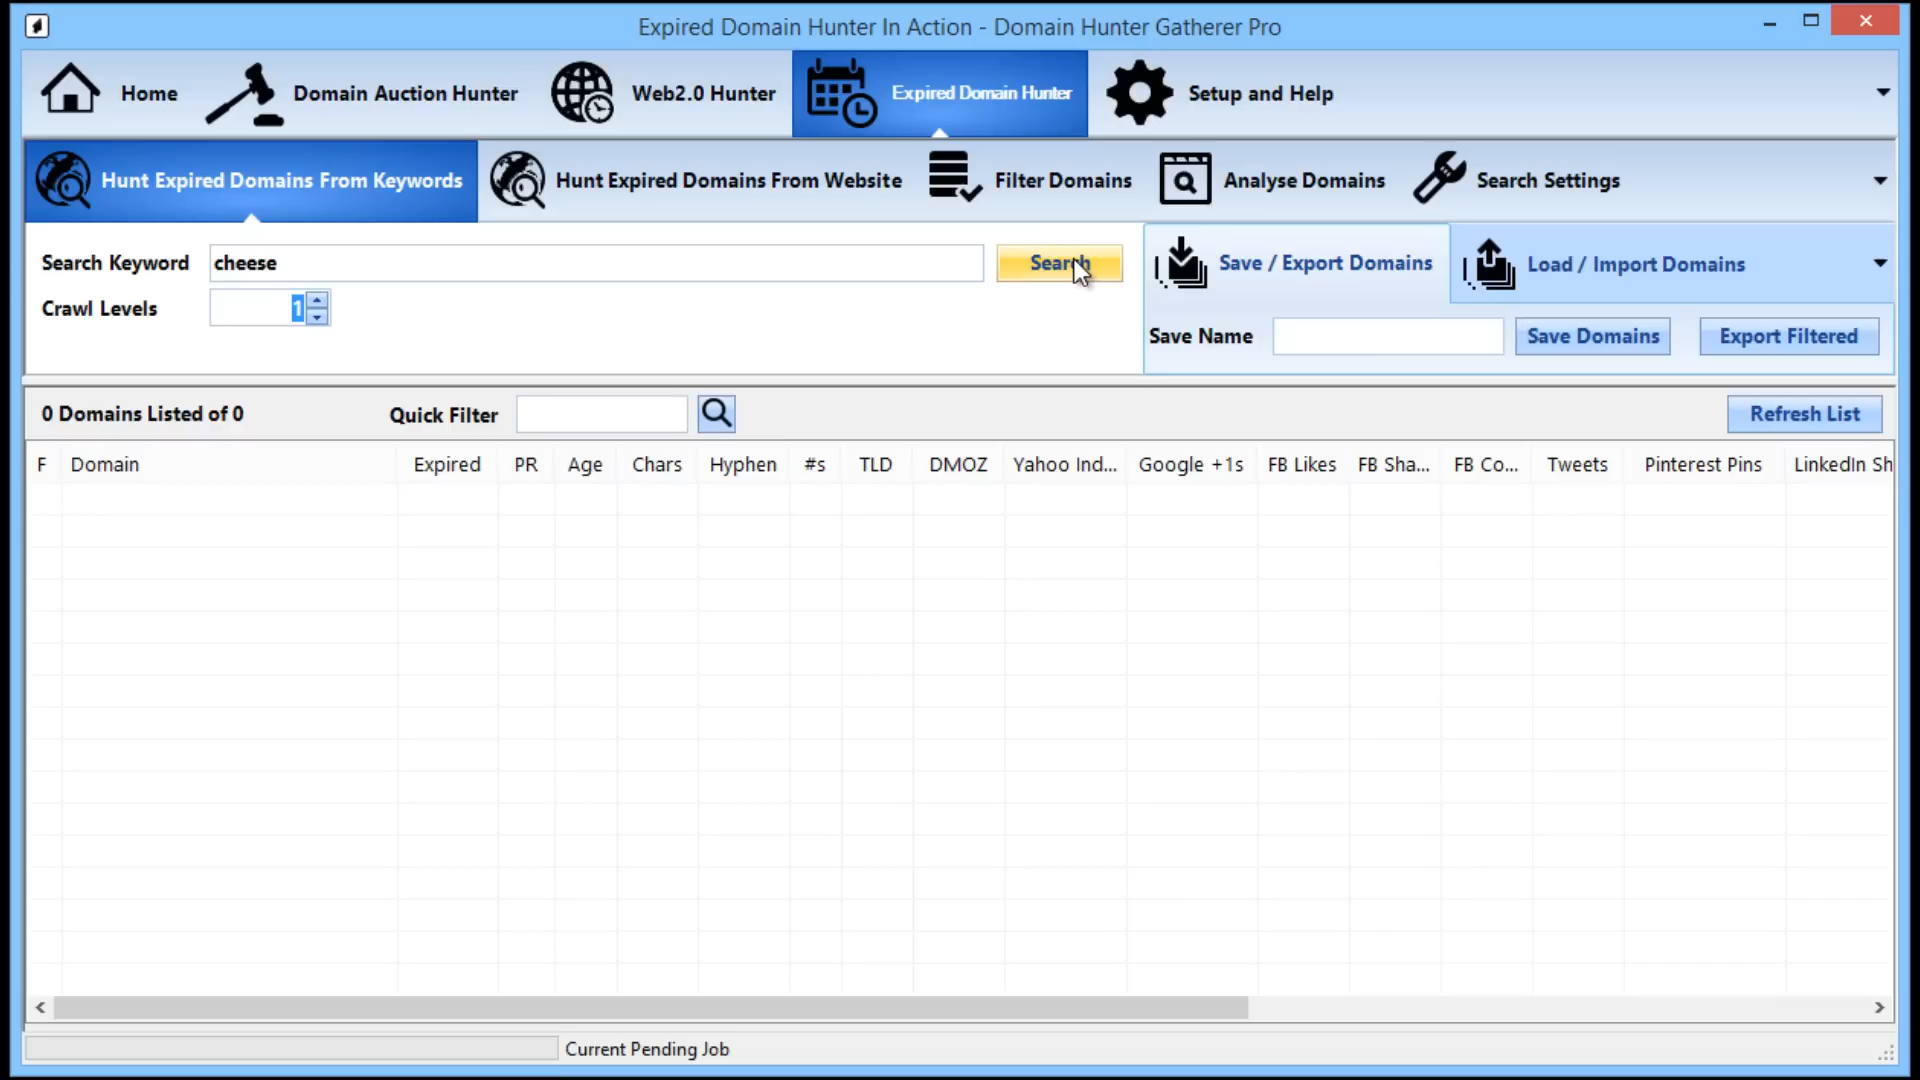 Expired Domain Hunter In Action - Domain Hunter Gatherer Pro
Home
Domain Auction Hunter
Web2.0 Hunter
Expired Domain Hunter
Setup and Help
Hunt Expired Domains From Keywords
Hunt Expired Domains From Website
Filter Domains
Analyse Domains
Search Settings
Search Keyword
cheese
Search
Crawl Levels
1
Save / Export Domains
Load / Import Domains
Save Name
Save Domains
Export Filtered
0 Domains Listed of 0
Quick Filter
Refresh List
F Domain Expired PR Age Chars Hyphen #s TLD DMOZ Yahoo Ind... Google +1s FB Likes FB Sha... FB Co... Tweets Pinterest Pins LinkedIn Sh
Current Pending Job